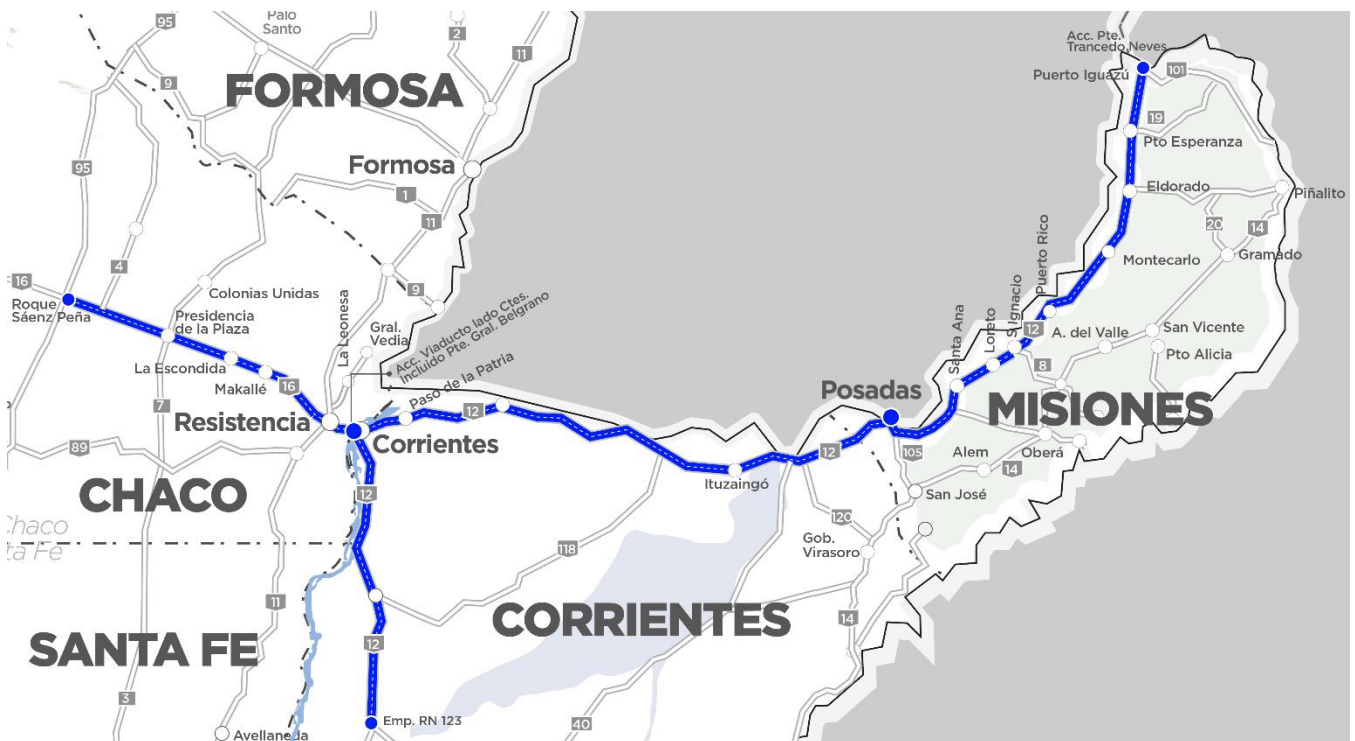 95
Palo
Santo
2
11
Acc. Pte.
Trancedo Neves
Puerto Iguazú
101
9
FORMOSA
19
Pto Esperanza
95
Formosa
1
11
Eldorado
Piñalito
20
14
Puerto Rico
Montecarlo
Gramado
16
4
Colonias Unidas
9
Roque
Sáenz Peña
Presidencia
de la Plaza
La Leonesa
Gral.
Vedia
Acc. Viaducto lado Ctes.
Incluido Pte. Gral. Belgrano
Paso de la Patria
Santa Ana
Loreto
S. Ignacio
12
A. del Valle
San Vicente
Pto Alicia
8
La Escondida
Makallé
16
7
Resistencia
Corrientes
12
Posadas
MISIONES
89
12
105
Alem
Oberá
14
CHACO
12
Ituzaingó
San José
120
Chaco
ta Fe
118
Gob.
Virasoro
11
SANTA FE
CORRIENTES
12
14
3
Emp. RN 123
40
Avellaneda